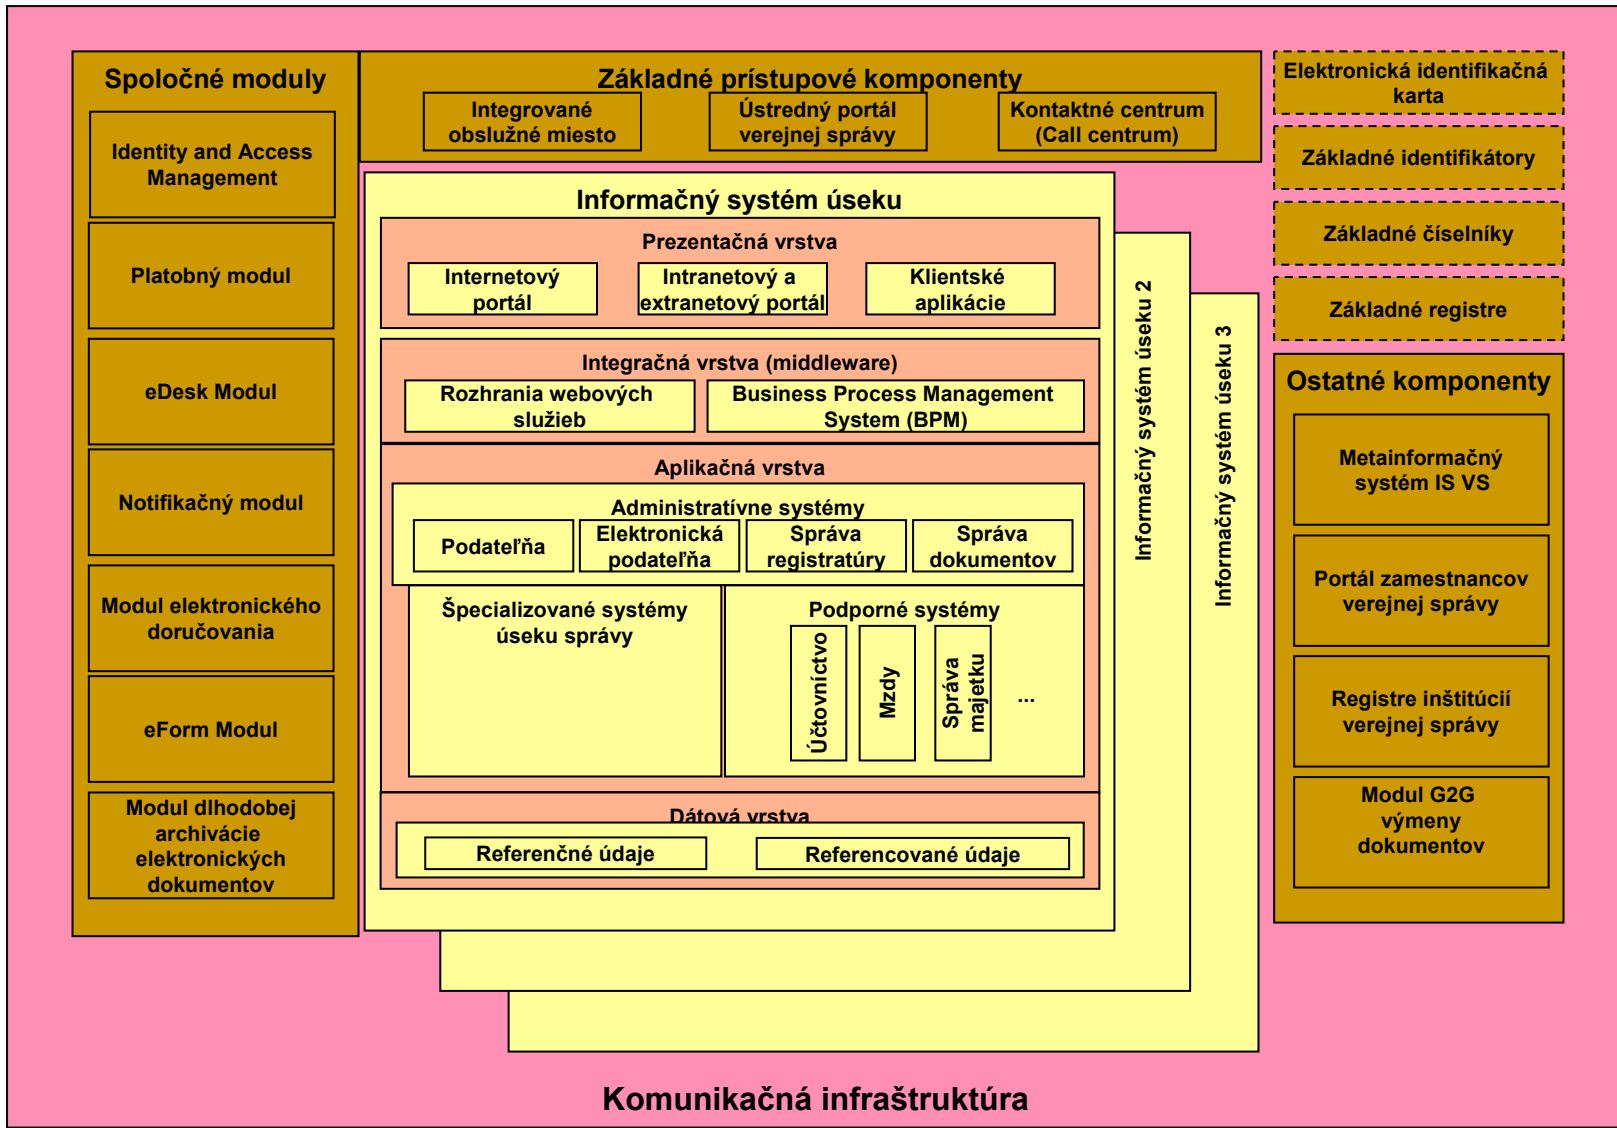 Spoločné moduly
Identity and Access
Management
Platobný modul
eDesk Modul
Notifikačný modul
Modul elektronického
doručovania
eForm Modul
Modul dlhodobej
archivácie
elektronických
dokumentov
Základné prístupové komponenty
Integrované
obslužné miesto
Ústredný portál
verejnej správy
Kontaktné centrum
(Call centrum)
Informačný systém úseku
Prezentačná vrstva
Internetový
portál
Intranetový a
extranetový portál
Klientské
aplikácie
Integračná vrstva (middleware)
Rozhrania webových
služieb
Business Process Management
System (BPM)
Aplikačná vrstva
Administratívne systémy
Podateľňa
Elektronická
podateľňa
Správa
registratúry
Správa
dokumentov
Špecializované systémy
úseku správy
Podporné systémy
Účtovníctvo
Mzdy
Správa
majetku
...
Dátová vrstva
Referenčné údaje
Referencované údaje
Informačný systém úseku 2
Informačný systém úseku 3
Elektronická identifikačná
karta
Základné identifikátory
Základné číselníky
Základné registre
Ostatné komponenty
Metainformačný
systém IS VS
Portál zamestnancov
verejnej správy
Registre inštitúcií
verejnej správy
Modul G2G
výmeny
dokumentov
Komunikačná infraštruktúra